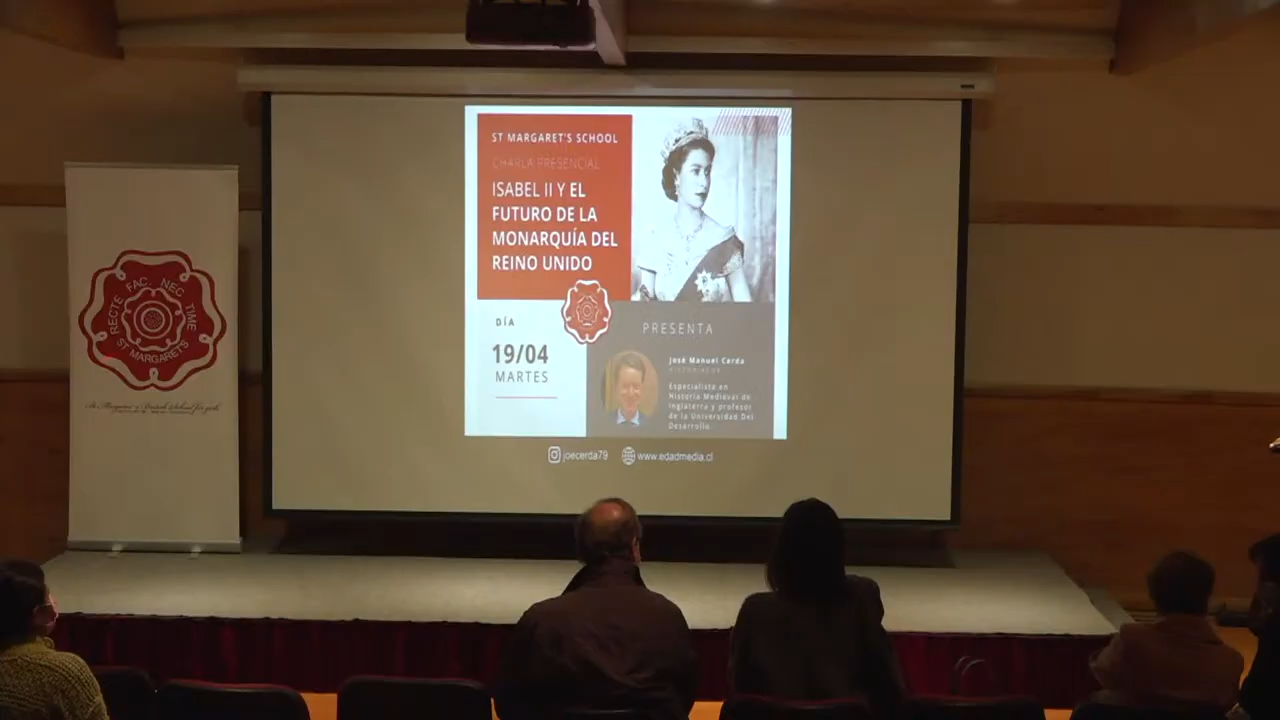 ST MARGARET'S SCHOOL
CHARLA PRESENCIAL
ISABEL II Y EL
FUTURO DE LA
MONARQUÍA DEL
REINO UNIDO
DÍA
19/04
MARTES
PRESENTA
José Manuel Cerda
HISTORIADOR
Especialista en
Historia Medieval de
Inglaterra y profesor
de la Universidad Del
Desarrollo.
joecerda79
www.edadmedia.cl
RECTE FAC. NEC TIME
ST MARGARETS